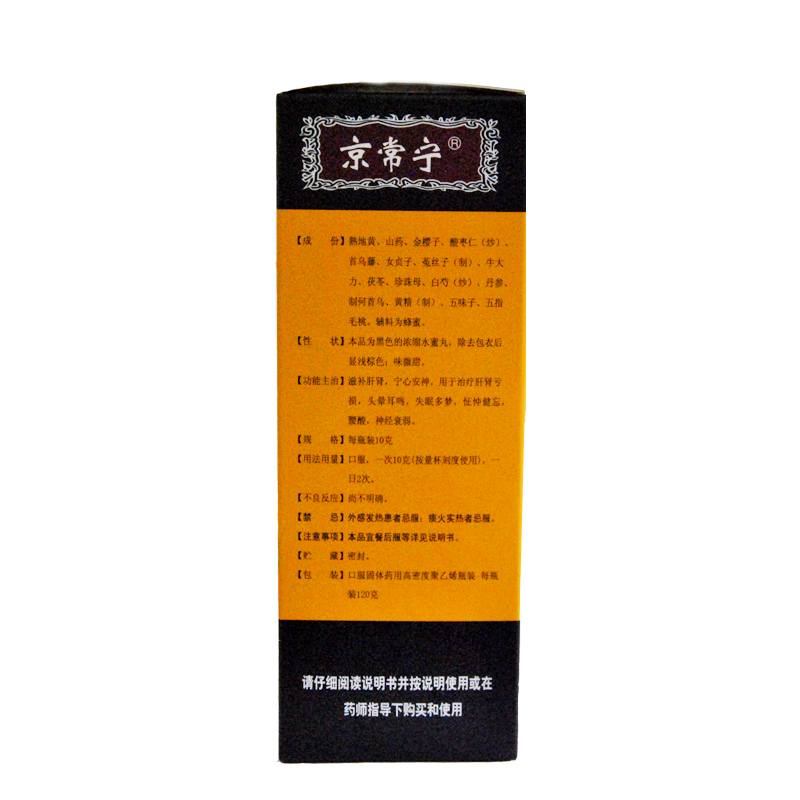 京常宁®
【成 份】熟地黄、山药、金樱子、酸枣仁（炒）、
首乌藤、女贞子、菟丝子（制）、牛大
力、茯苓、珍珠母、白芍（炒）、丹参、
制何首乌、黄精（制）、五味子、五指
毛桃。辅料为蜂蜜。
【性 状】本品为黑色的浓缩水蜜丸，除去包衣后
显浅棕色；味微甜。
【功能主治】滋补肝肾，宁心安神，用于治疗肝肾亏
损，头晕耳鸣，失眠多梦，怔忡健忘，
腰酸，神经衰弱。
【规 格】每瓶装10克
【用法用量】口服，一次10克(按量杯刻度使用)，一
日2次。
【不良反应】尚不明确。
【禁 忌】外感发热患者忌服；痰火实热者忌服。
【注意事项】本品宜餐后服等详见说明书。
【贮 藏】密封。
【包 装】口服固体药用高密度聚乙烯瓶装 每瓶
装120克
请仔细阅读说明书并按说明使用或在
药师指导下购买和使用